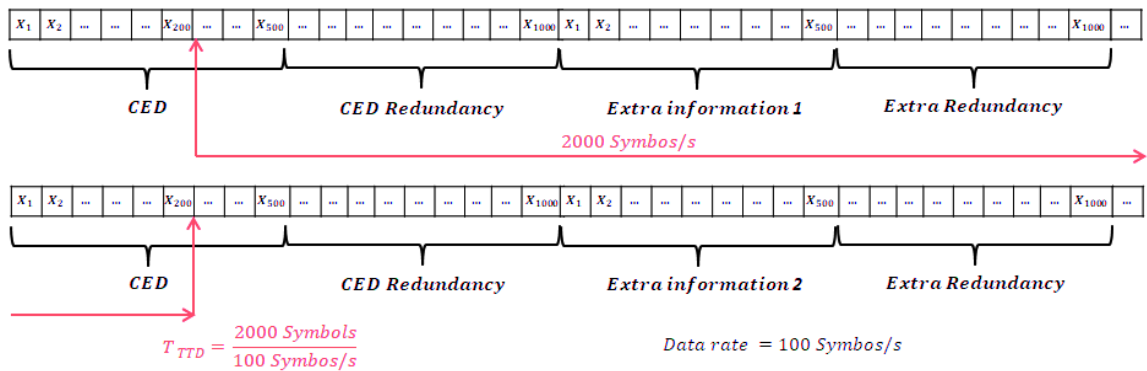 X₁ X₂ ... ... ... X₂₀₀ ... ... X₅₀₀ ... ... ... ... ... ... ... ... X₁₀₀₀ X₁ X₂ ... ... ... ... ... ... X₅₀₀ ... ... ... ... ... ... ... ... X₁₀₀₀ ...
CED CED Redundancy Extra information 1 Extra Redundancy
2000 Symbos/s
X₁ X₂ ... ... ... X₂₀₀ ... ... X₅₀₀ ... ... ... ... ... ... ... ... X₁₀₀₀ X₁ X₂ ... ... ... ... ... ... X₅₀₀ ... ... ... ... ... ... ... ... X₁₀₀₀ ...
CED CED Redundancy Extra information 2 Extra Redundancy
T TTD = 2000 Symbols / 100 Symbos/s
Data rate = 100 Symbos/s